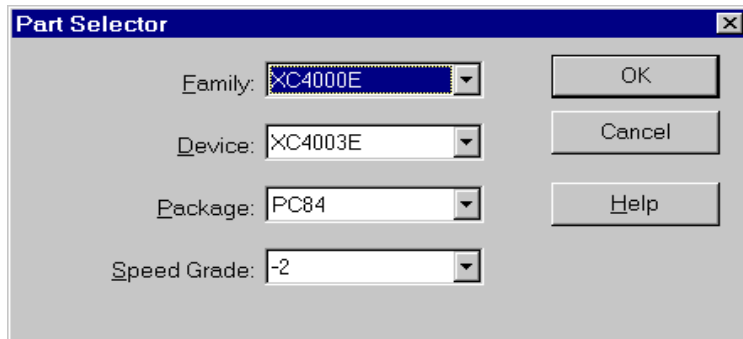 Part Selector
Family: XC4000E
OK
Device: XC4003E
Cancel
Package: PC84
Help
Speed Grade: -2